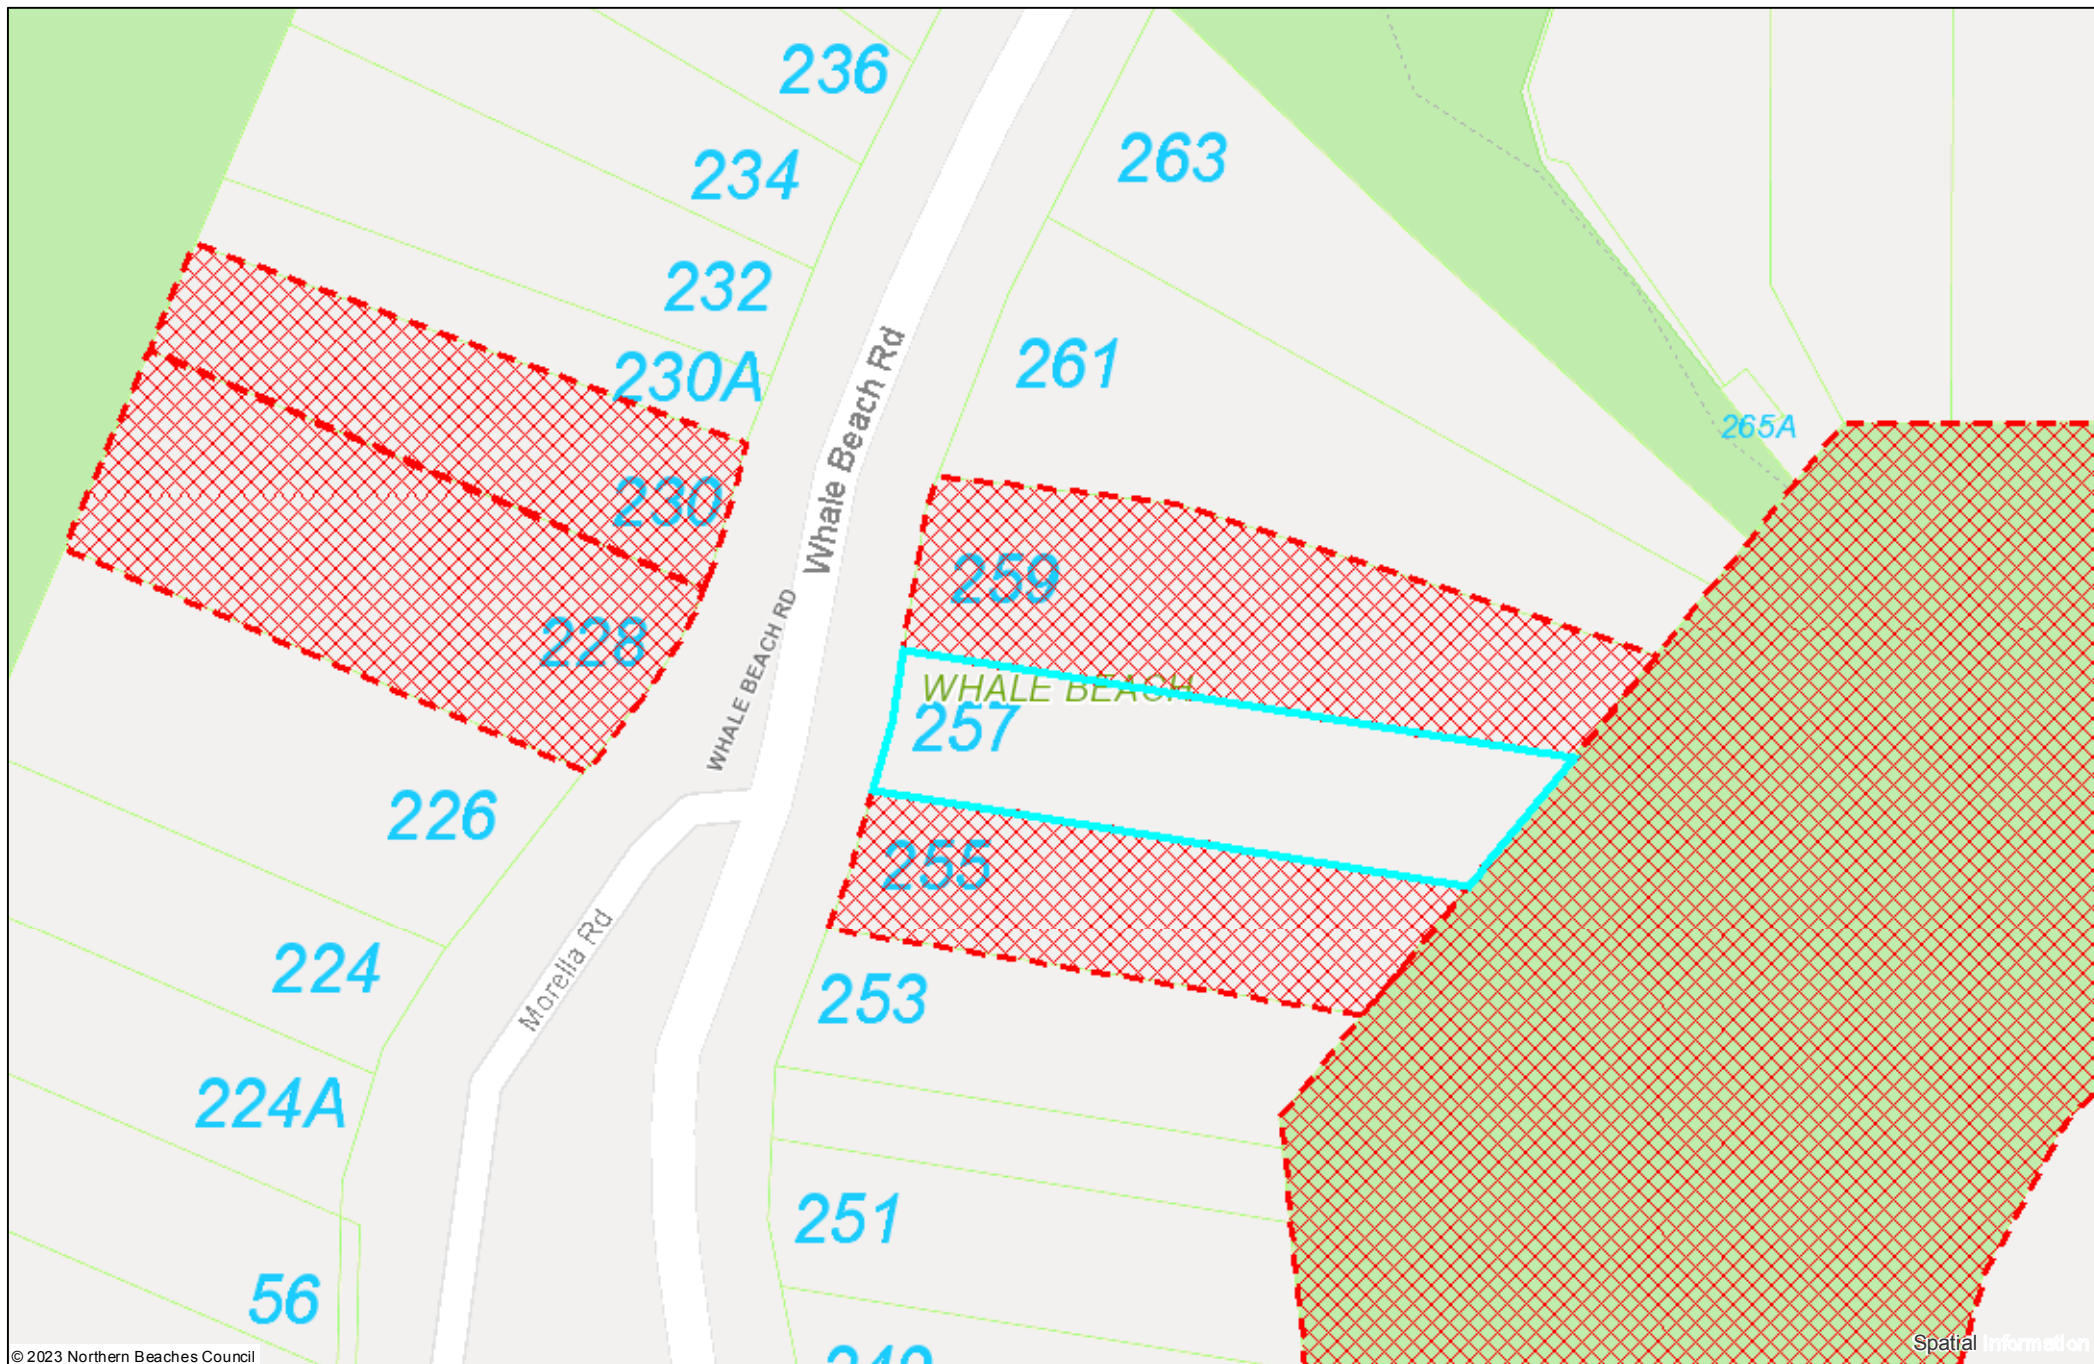 236
263
234
232
230A
Whale Beach Rd
261
265A
230
259
228
WHALE BEACH RD
WHALE BEACH
257
226
255
224
Morella Rd
253
224A
251
56
249
© 2023 Northern Beaches Council
Spatial Information